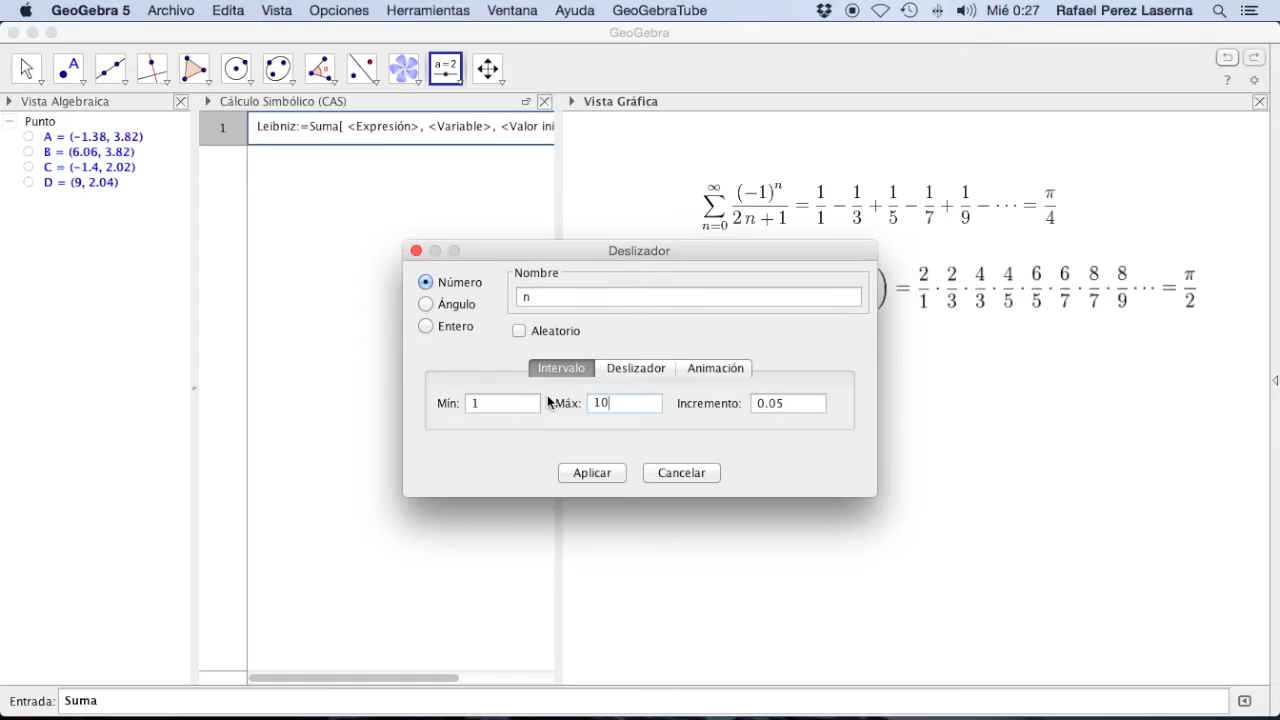 GeoGebra 5 Archivo Edita Vista Opciones Herramientas Ventana Ayuda GeoGebraTube Mié 0:27 Rafael Perez Laserna
GeoGebra
A a=2 ?
Vista Algebraica Cálculo Simbólico (CAS) Vista Gráfica
Punto
A = (-1.38, 3.82)
B = (6.06, 3.82)
C = (-1.4, 2.02)
D = (9, 2.04)
1 Leibniz:=Suma[ <Expresión>, <Variable>, <Valor ini
∑_{n=0}^{∞} (−1)^n/(2 n + 1) = 1/1 − 1/3 + 1/5 − 1/7 + 1/9 − ⋯ = π/4
) = 2/1 · 2/3 · 4/3 · 4/5 · 6/5 · 6/7 · 8/7 · 8/9 ⋯ = π/2
Deslizador
Número
Ángulo
Entero
Nombre
n
Aleatorio
Intervalo Deslizador Animación
Mín: 1 Máx: 10 Incremento: 0.05
Aplicar Cancelar
Entrada: Suma